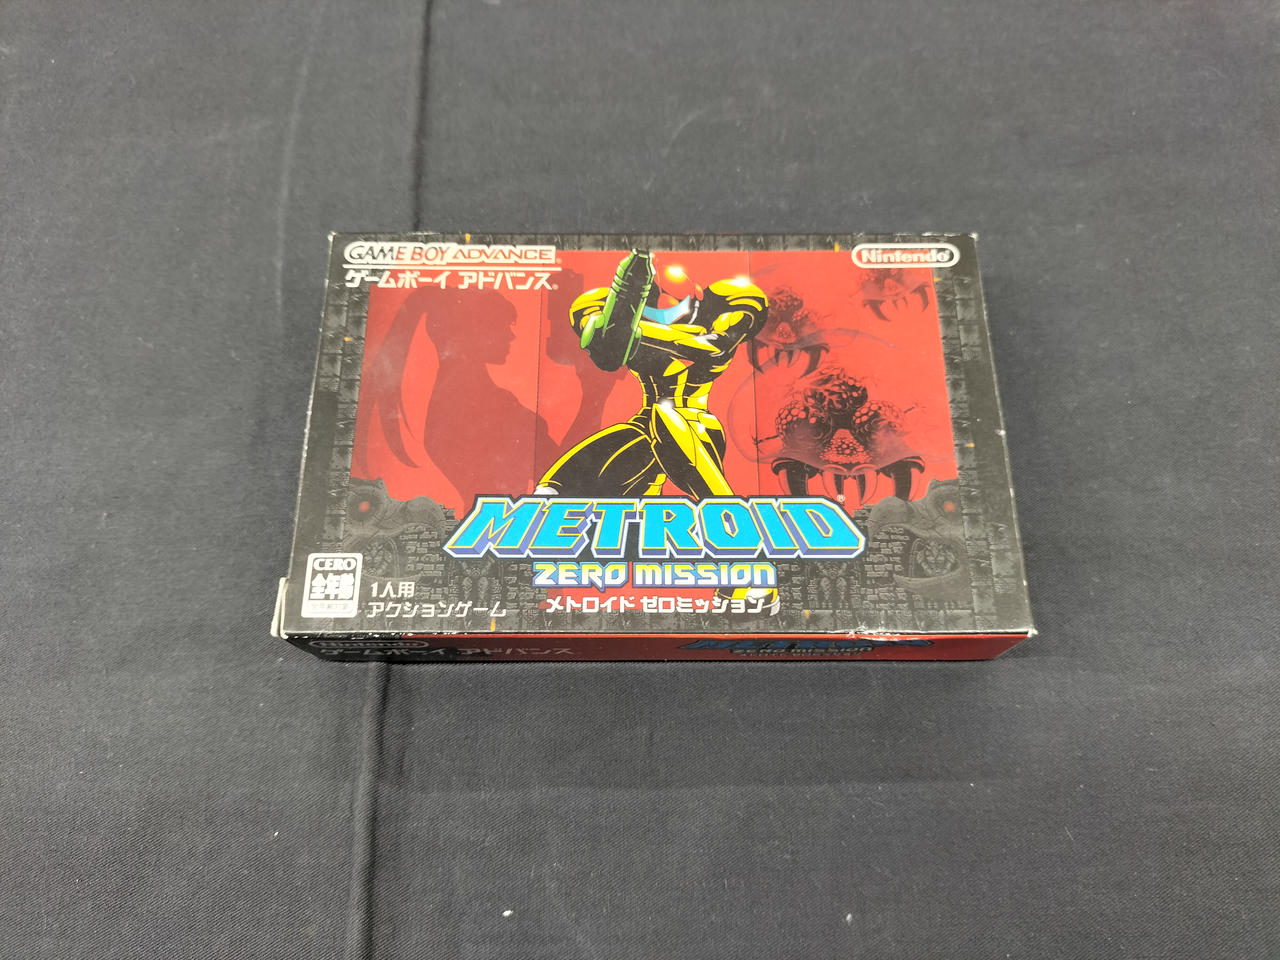 GAME BOY ADVANCE
ゲームボーイ アドバンス®
Nintendo®
METROID®
ZERO MISSION
メトロイド ゼロミッション
CERO
全年齢
1人用
アクションゲーム
Nintendo
ゲームボーイ アドバンス
METROID
ZERO MISSION